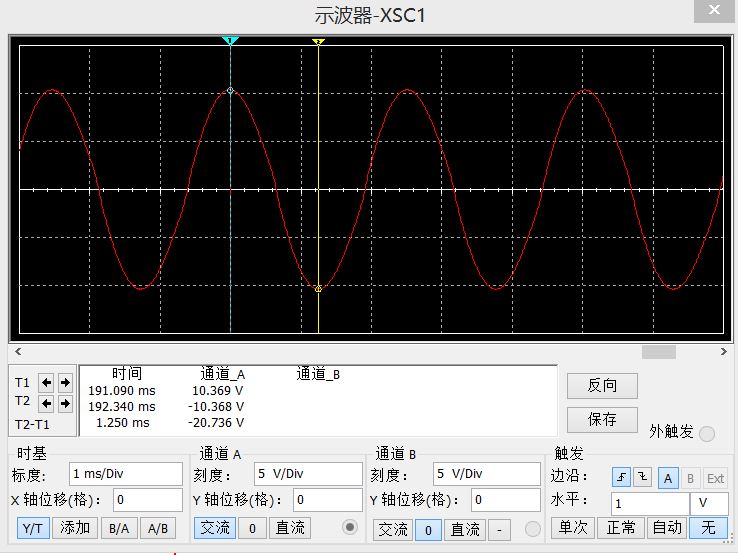 示波器-XSC1
时间 通道_A 通道_B
T1 191.090 ms 10.369 V
T2 192.340 ms -10.368 V
T2-T1 1.250 ms -20.736 V
反向
保存
外触发
时基
标度: 1 ms/Div
X 轴位移(格): 0
Y/T 添加 B/A A/B
通道 A
刻度: 5 V/Div
Y 轴位移(格): 0
交流 0 直流
通道 B
刻度: 5 V/Div
Y 轴位移(格): 0
交流 0 直流 -
触发
边沿: A B Ext
水平: 1 V
单次 正常 自动 无